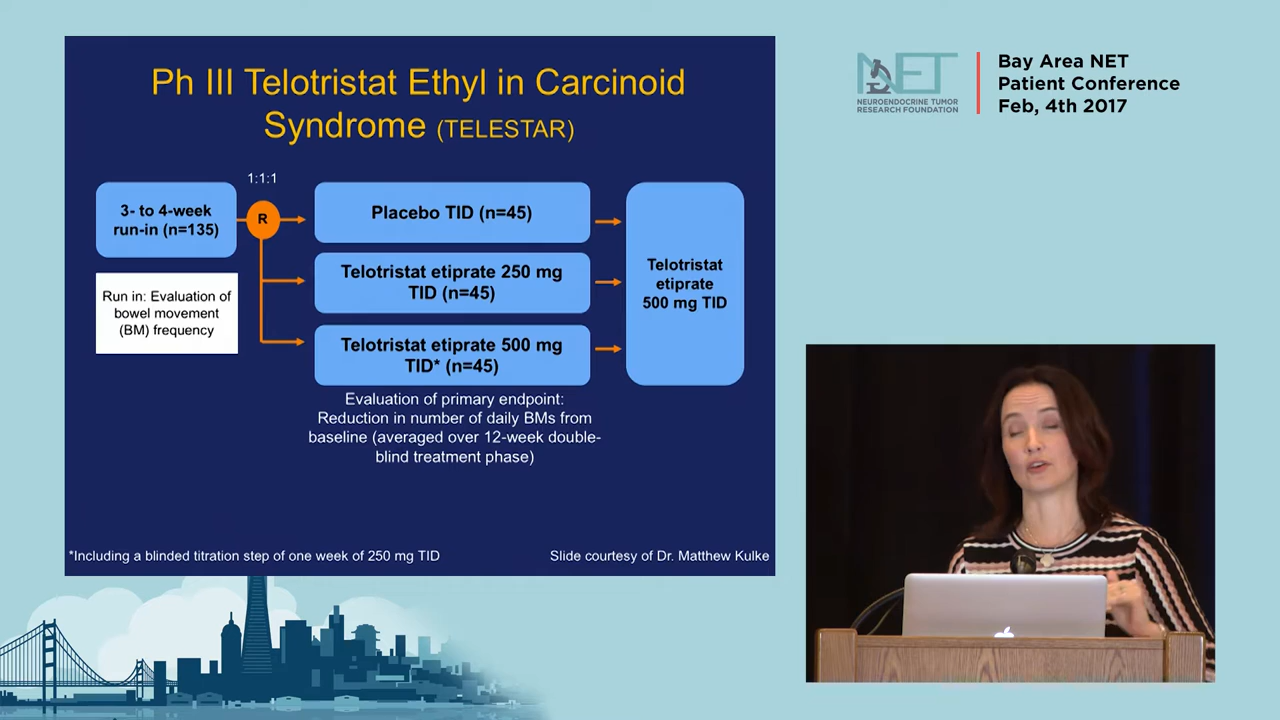 Ph III Telotristat Ethyl in Carcinoid
Syndrome (TELESTAR)
1:1:1
3- to 4-week
run-in (n=135)
R
Placebo TID (n=45)
Telotristat etiprate 250 mg
TID (n=45)
Telotristat etiprate 500 mg
TID* (n=45)
Telotristat
etiprate
500 mg TID
Run in: Evaluation of
bowel movement
(BM) frequency
Evaluation of primary endpoint:
Reduction in number of daily BMs from
baseline (averaged over 12-week double-
blind treatment phase)
*Including a blinded titration step of one week of 250 mg TID
Slide courtesy of Dr. Matthew Kulke
NET
NEUROENDOCRINE TUMOR
RESEARCH FOUNDATION
Bay Area NET
Patient Conference
Feb, 4th 2017